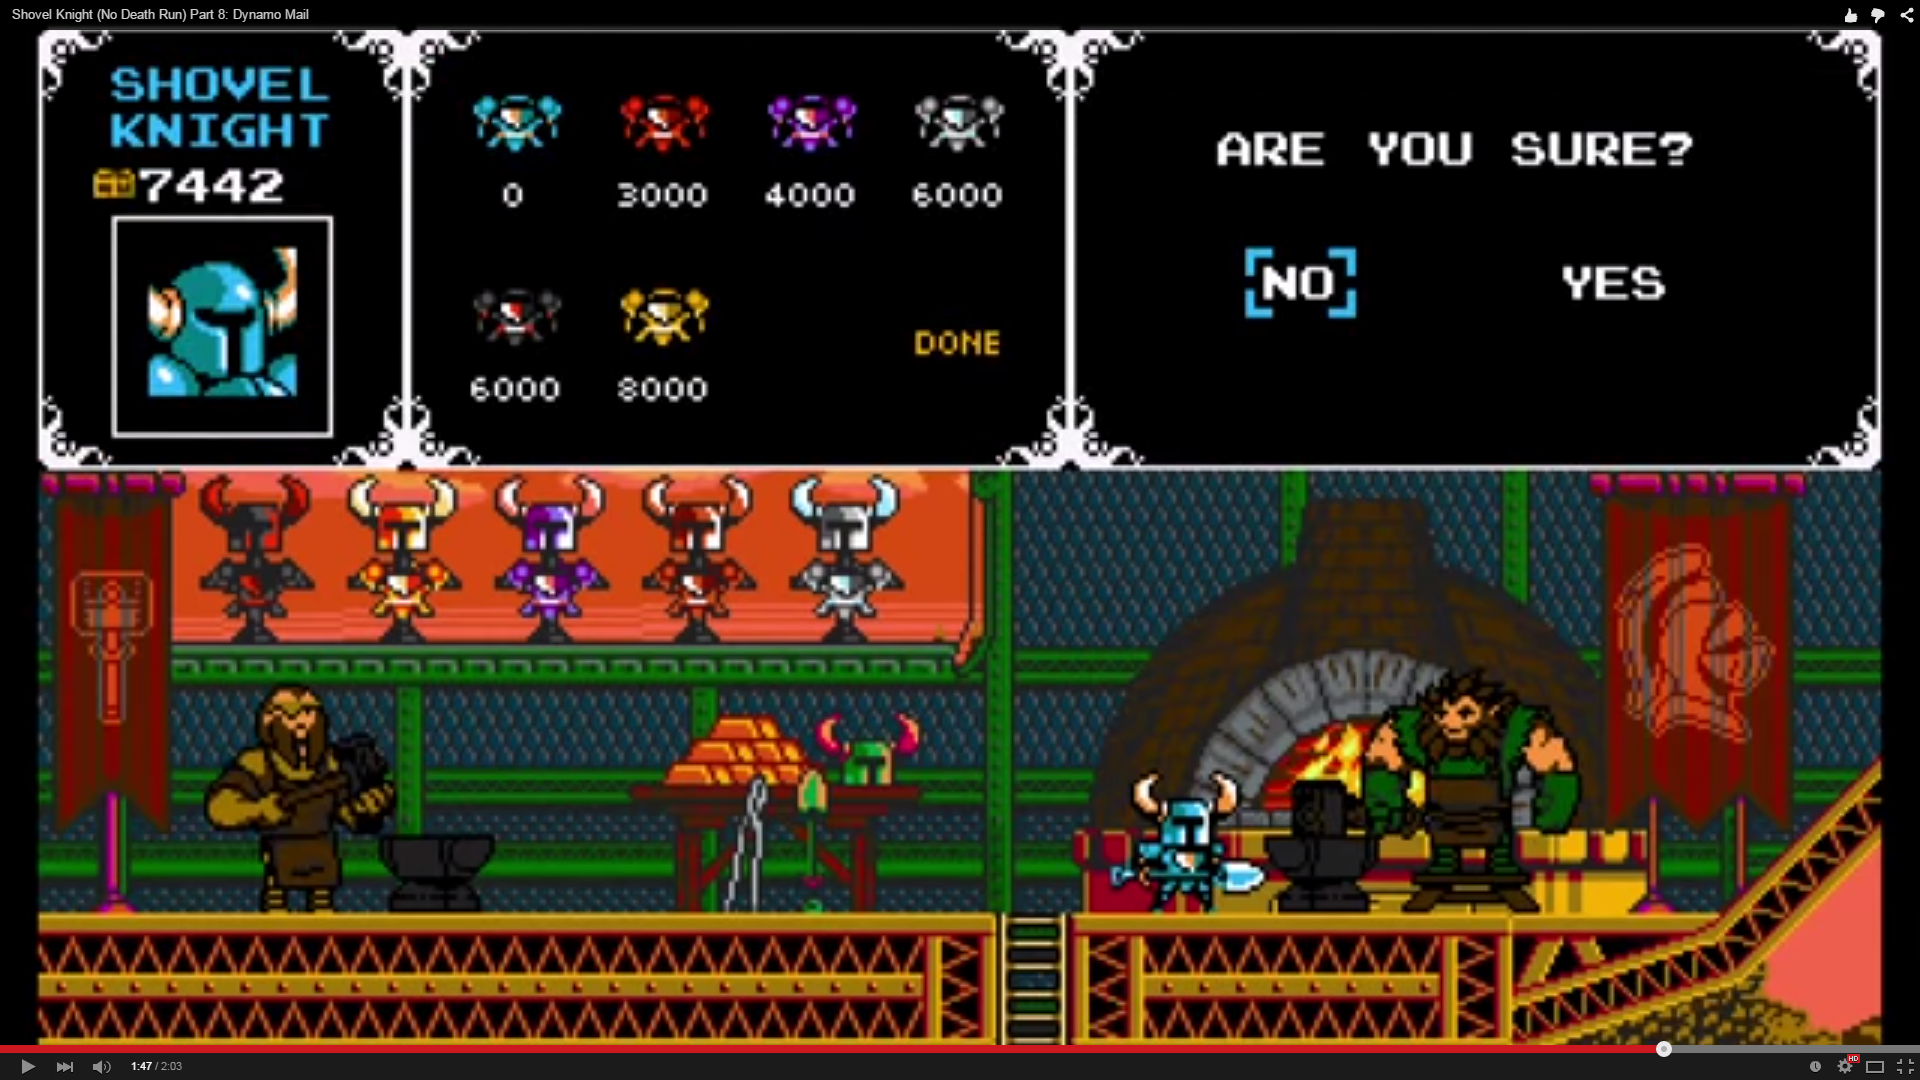 Shovel Knight (No Death Run) Part 8: Dynamo Mail
SHOVEL
KNIGHT
7442
0 3000 4000 6000
6000 8000
DONE
ARE YOU SURE?
NO YES
1:47 / 2:03
HD